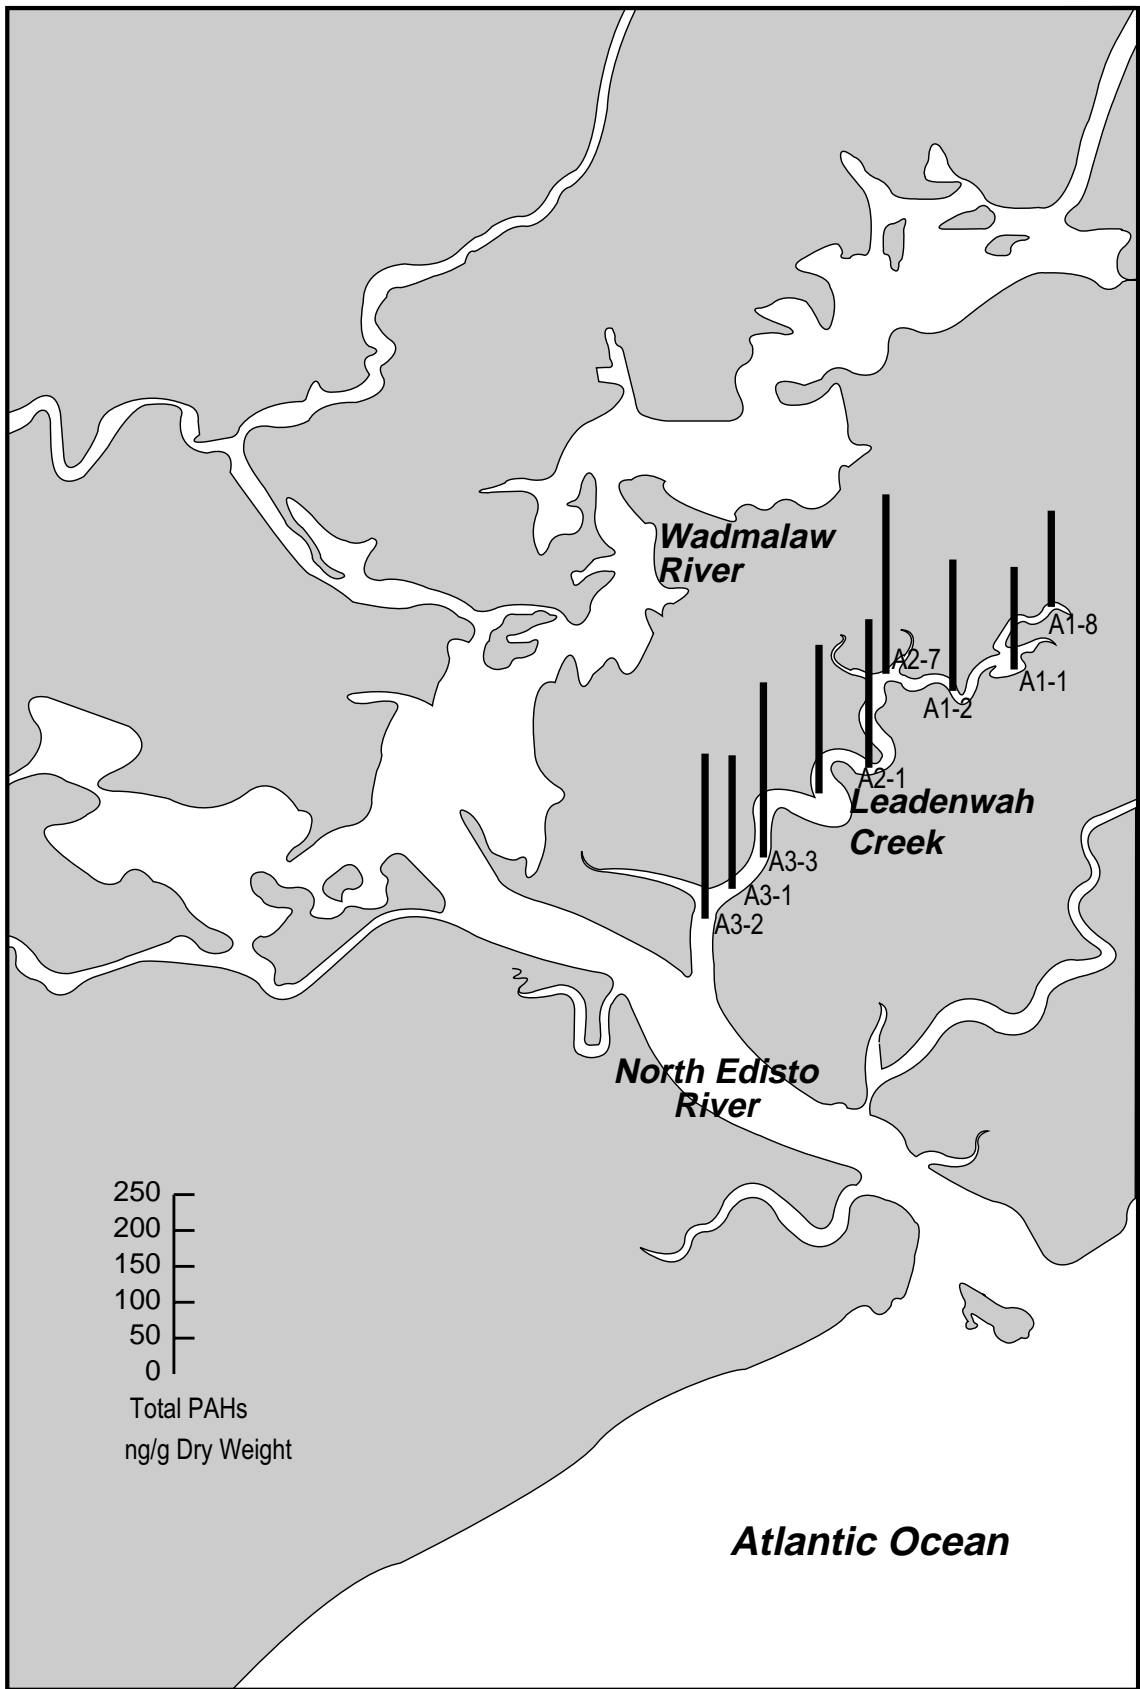 Wadmalaw
River
A1-8
A2-7
A1-1
A1-2
A2-1
Leadenwah
Creek
A3-3
A3-1
A3-2
North Edisto
River
250
200
150
100
50
0
Total PAHs
ng/g Dry Weight
Atlantic Ocean